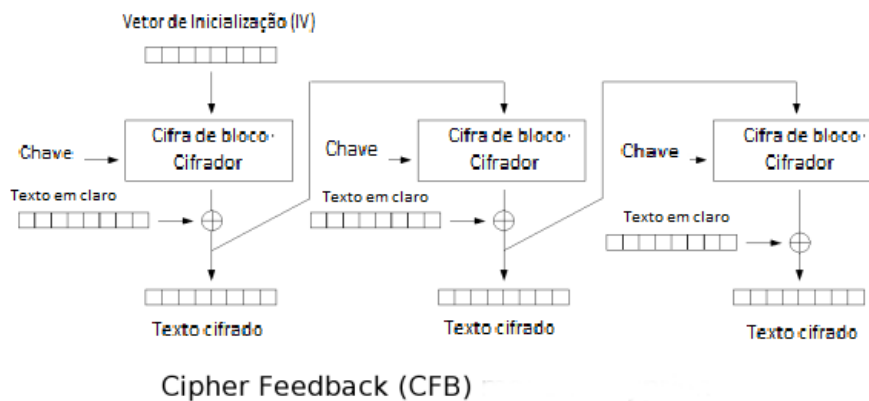 Vetor de Inicialização (IV)
Chave
Cifra de bloco·
Cifrador
Chave
Cifra de bloco·
Cifrador
Chave
Cifra de bloco·
Cifrador
Texto em claro
Texto em claro
Texto em claro
Texto cifrado
Texto cifrado
Texto cifrado
Cipher Feedback (CFB)